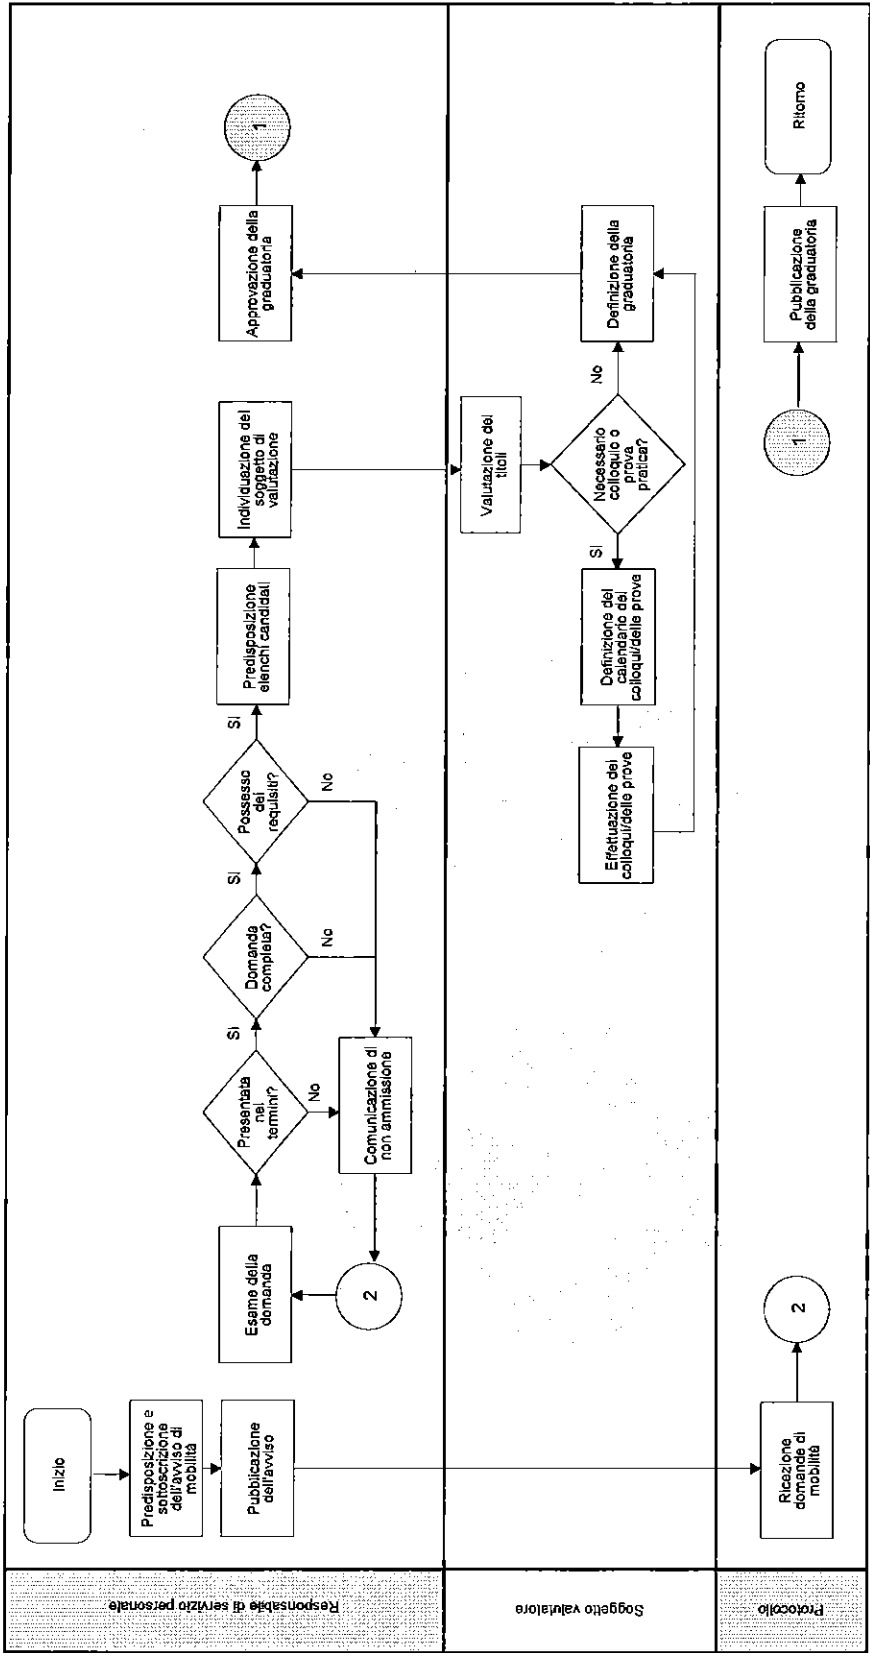 Responsabile di servizio personale
Inizio
Predisposizione e
sottoscrizione
dell'avviso di
mobilità
Pubblicazione
dell'avviso
Esame della
domanda
2
Presentata
nei
termini?
Si
No
Comunicazione di
non ammissione
Domanda
completa?
Si
No
Possesso
dei
requisiti?
Si
No
Predisposizione
elenchi candidati
Individuazione del
soggetto di
valutazione
Approvazione della
graduatoria
1
Soggetto valutatore
Valutazione dei
titoli
Necessario
colloquio o
prova
pratica?
Si
No
Definizione del
calendario dei
colloqui/delle prove
Effettuazione dei
colloqui/delle prove
Definizione della
graduatoria
Protocollo
Ricezione
domande di
mobilità
2
1
Pubblicazione
della graduatoria
Ritorno